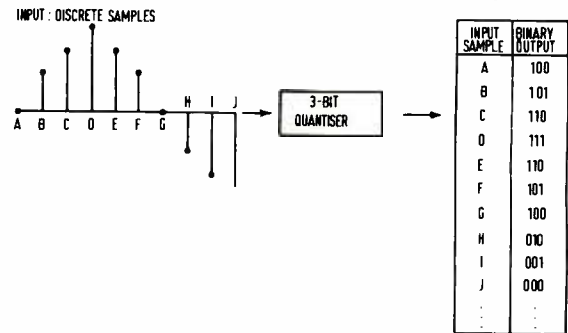 INPUT : DISCRETE SAMPLES
A B C D E F G H I J
3-BIT
QUANTISER
INPUT SAMPLE BINARY OUTPUT
A 100
B 101
C 110
D 111
E 110
F 101
G 100
H 010
I 001
J 000